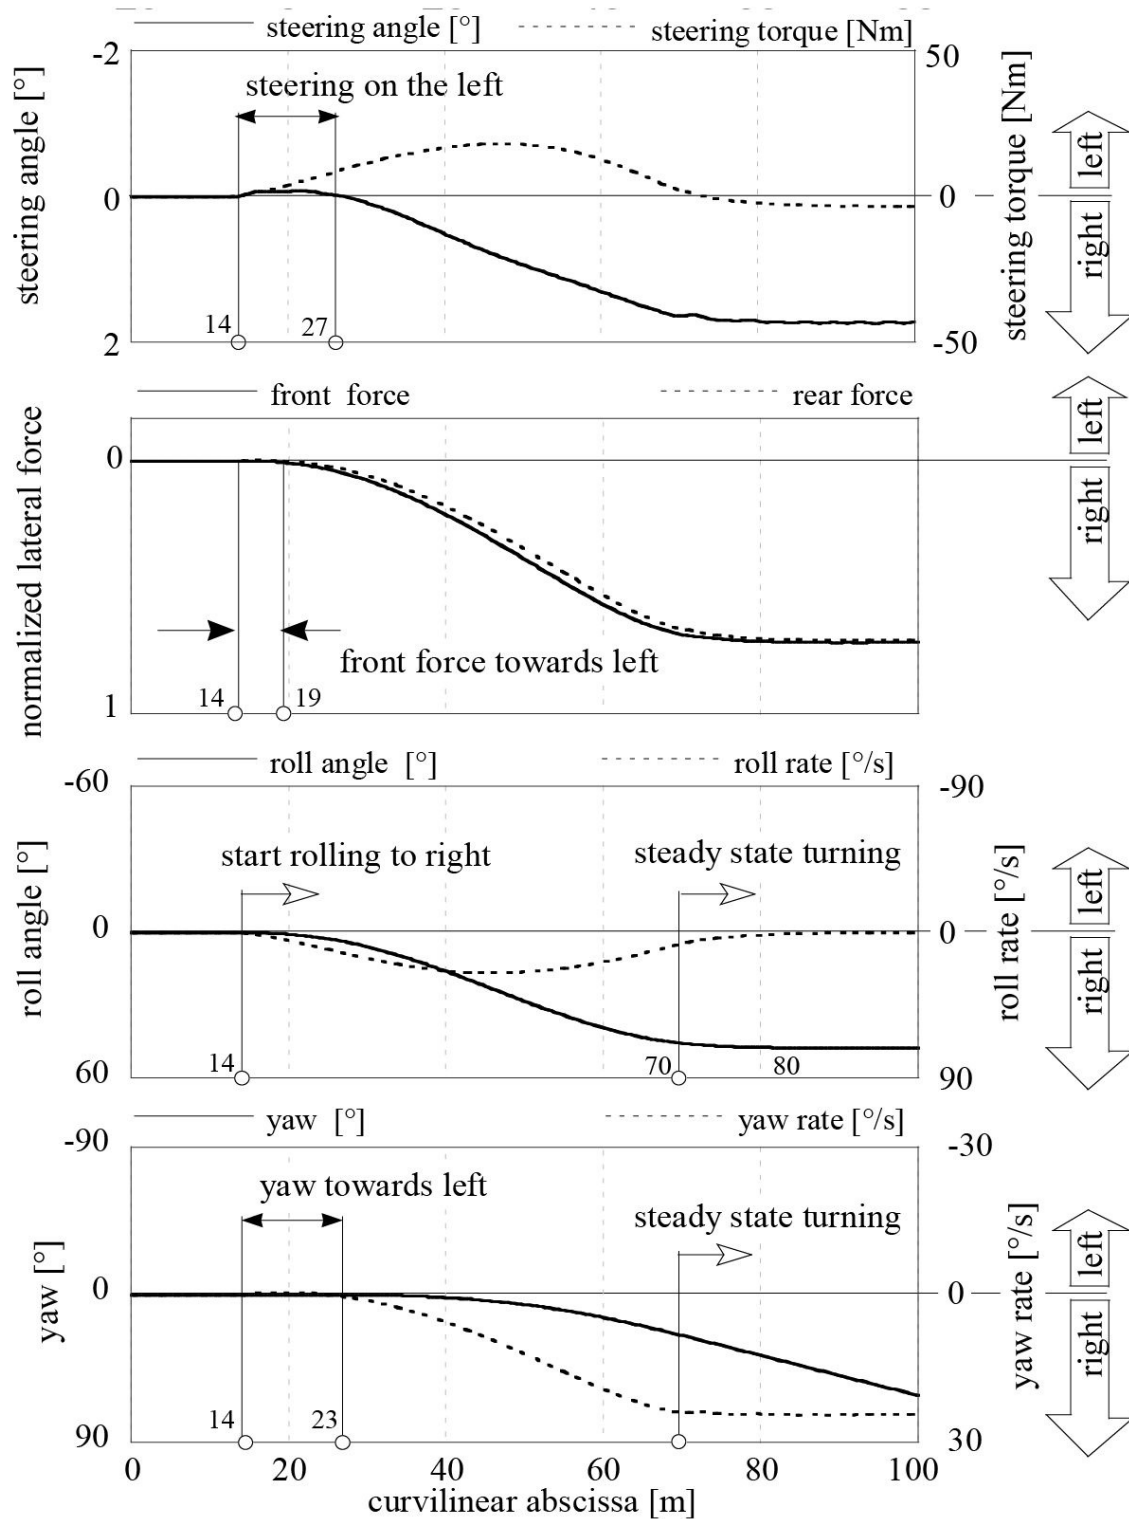 steering angle [°] steering torque [Nm]
-2 50
steering on the left
steering angle [°]
0 0
steering torque [Nm]
left
right
14 27
2 -50
front force rear force
normalized lateral force
0
left
right
front force towards left
14 19
1
roll angle [°] roll rate [°/s]
-60 -90
start rolling to right steady state turning
roll angle [°]
0 0
roll rate [°/s]
left
right
14 70 80
60 90
yaw [°] yaw rate [°/s]
-90 -30
yaw towards left
steady state turning
yaw [°]
0 0
yaw rate [°/s]
left
right
14 23
90 30
0 20 40 60 80 100
curvilinear abscissa [m]